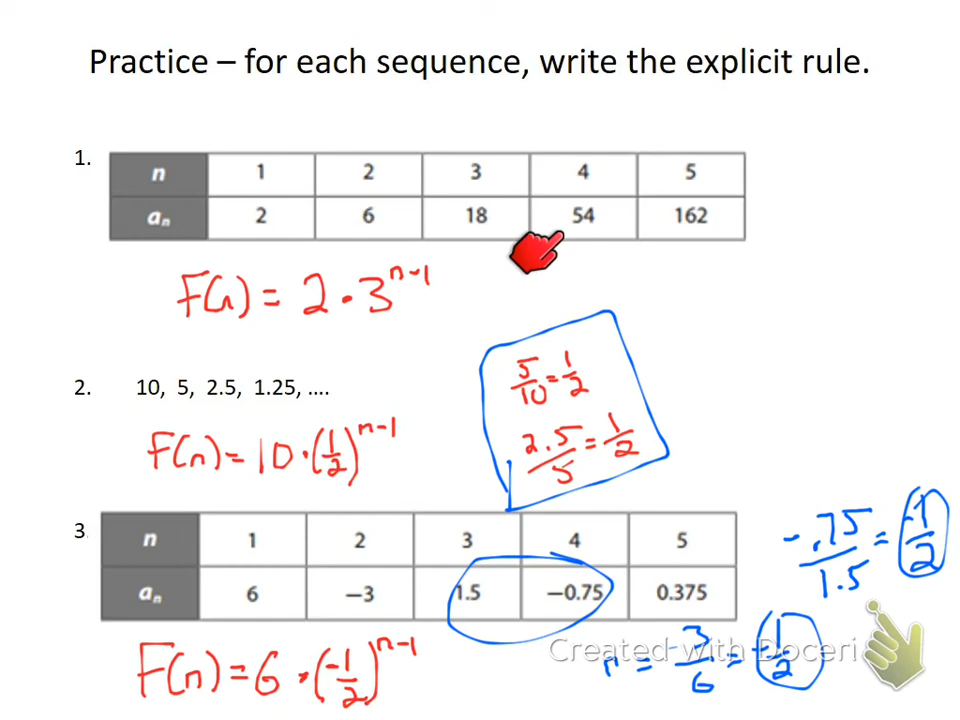 Practice – for each sequence, write the explicit rule.
1.
n 1 2 3 4 5
aₙ 2 6 18 54 162
F(n) = 2 · 3^(n-1)
5/10 = 1/2
2. 10, 5, 2.5, 1.25, ....
2.5/5 = 1/2
F(n) = 10 · (1/2)^(n-1)
3.
n 1 2 3 4 5
aₙ 6 −3 1.5 −0.75 0.375
-.75/1.5 = -1/2
F(n) = 6 · (-1/2)^(n-1)
r = -3/6 = -1/2
Created with Doceri